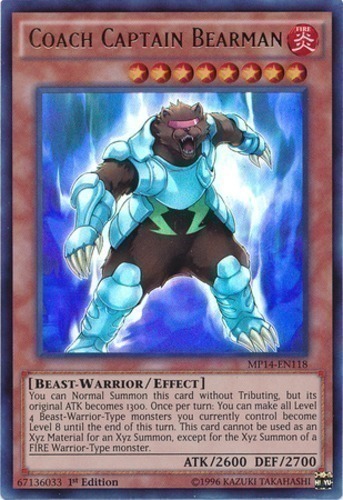 COACH CAPTAIN BEARMAN
FIRE
炎
MP14-EN118
[BEAST-WARRIOR/EFFECT]
You can Normal Summon this card without Tributing, but its
original ATK becomes 1300. Once per turn: You can make all Level
4 Beast-Warrior-Type monsters you currently control become
Level 8 until the end of this turn. This card cannot be used as an
Xyz Material for an Xyz Summon, except for the Xyz Summon of a
FIRE Warrior-Type monster.
ATK/2600 DEF/2700
67136033 1st Edition ©1996 KAZUKI TAKAHASHI